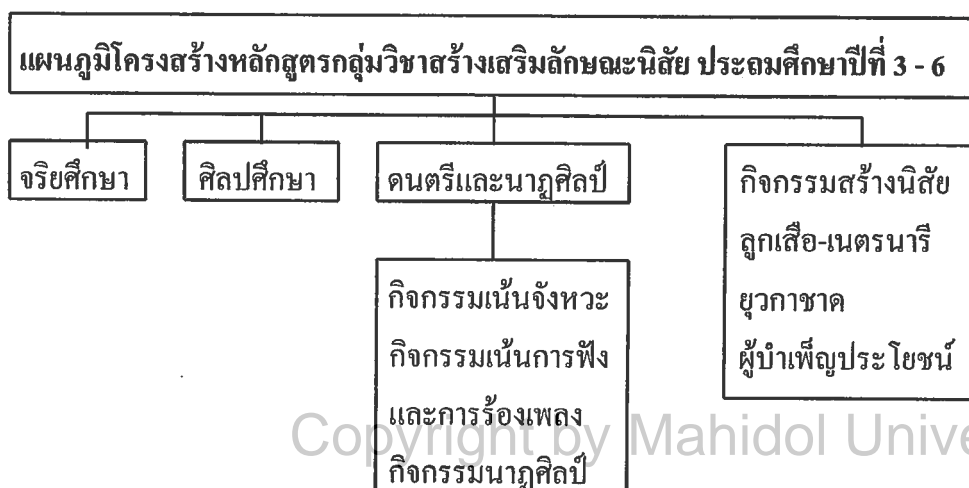 แผนภูมิโครงสร้างหลักสูตรกลุ่มวิชาสร้างเสริมลักษณะนิสัย ประถมศึกษาปีที่ 3 - 6
จริยศึกษา
ศิลปศึกษา
ดนตรีและนาฏศิลป์
กิจกรรมเน้นจังหวะ
กิจกรรมเน้นการฟัง
และการร้องเพลง
กิจกรรมนาฏศิลป์
กิจกรรมสร้างนิสัย
ลูกเสือ-เนตรนารี
ยุวกาชาด
ผู้บำเพ็ญประโยชน์
Copyright by Mahidol Unive